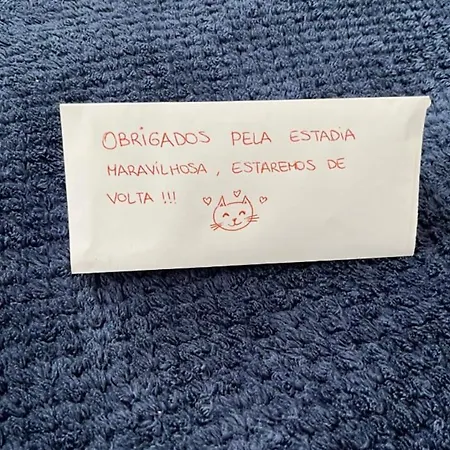 OBRIGADOS PELA ESTADIA
MARAVILHOSA, ESTAREMOS DE
VOLTA !!!